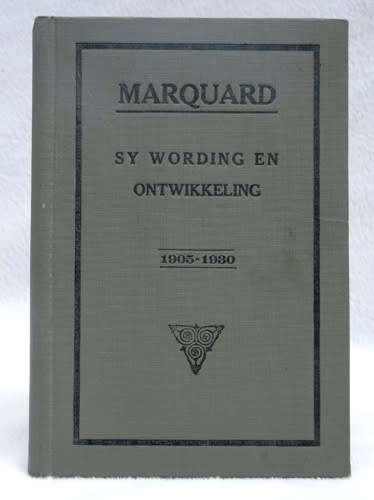 MARQUARD
SY WORDING EN
ONTWIKKELING
1905-1930